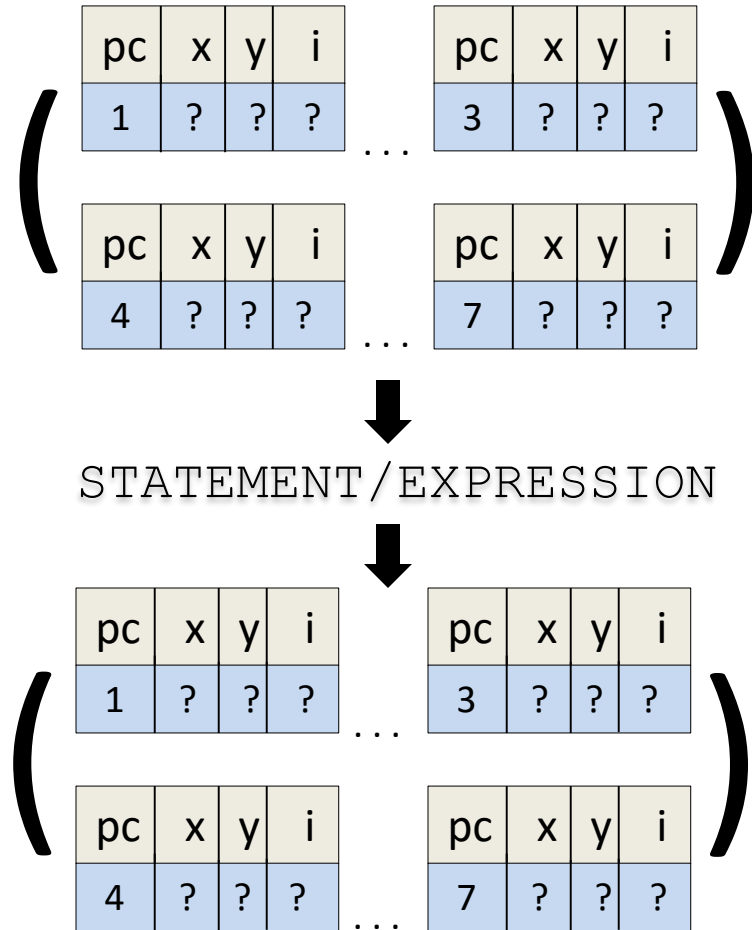 pc x y i pc x y i
1 ? ? ? ... 3 ? ? ?
pc x y i pc x y i
4 ? ? ? ... 7 ? ? ?
STATEMENT/EXPRESSION
pc x y i pc x y i
1 ? ? ? ... 3 ? ? ?
pc x y i pc x y i
4 ? ? ? ... 7 ? ? ?